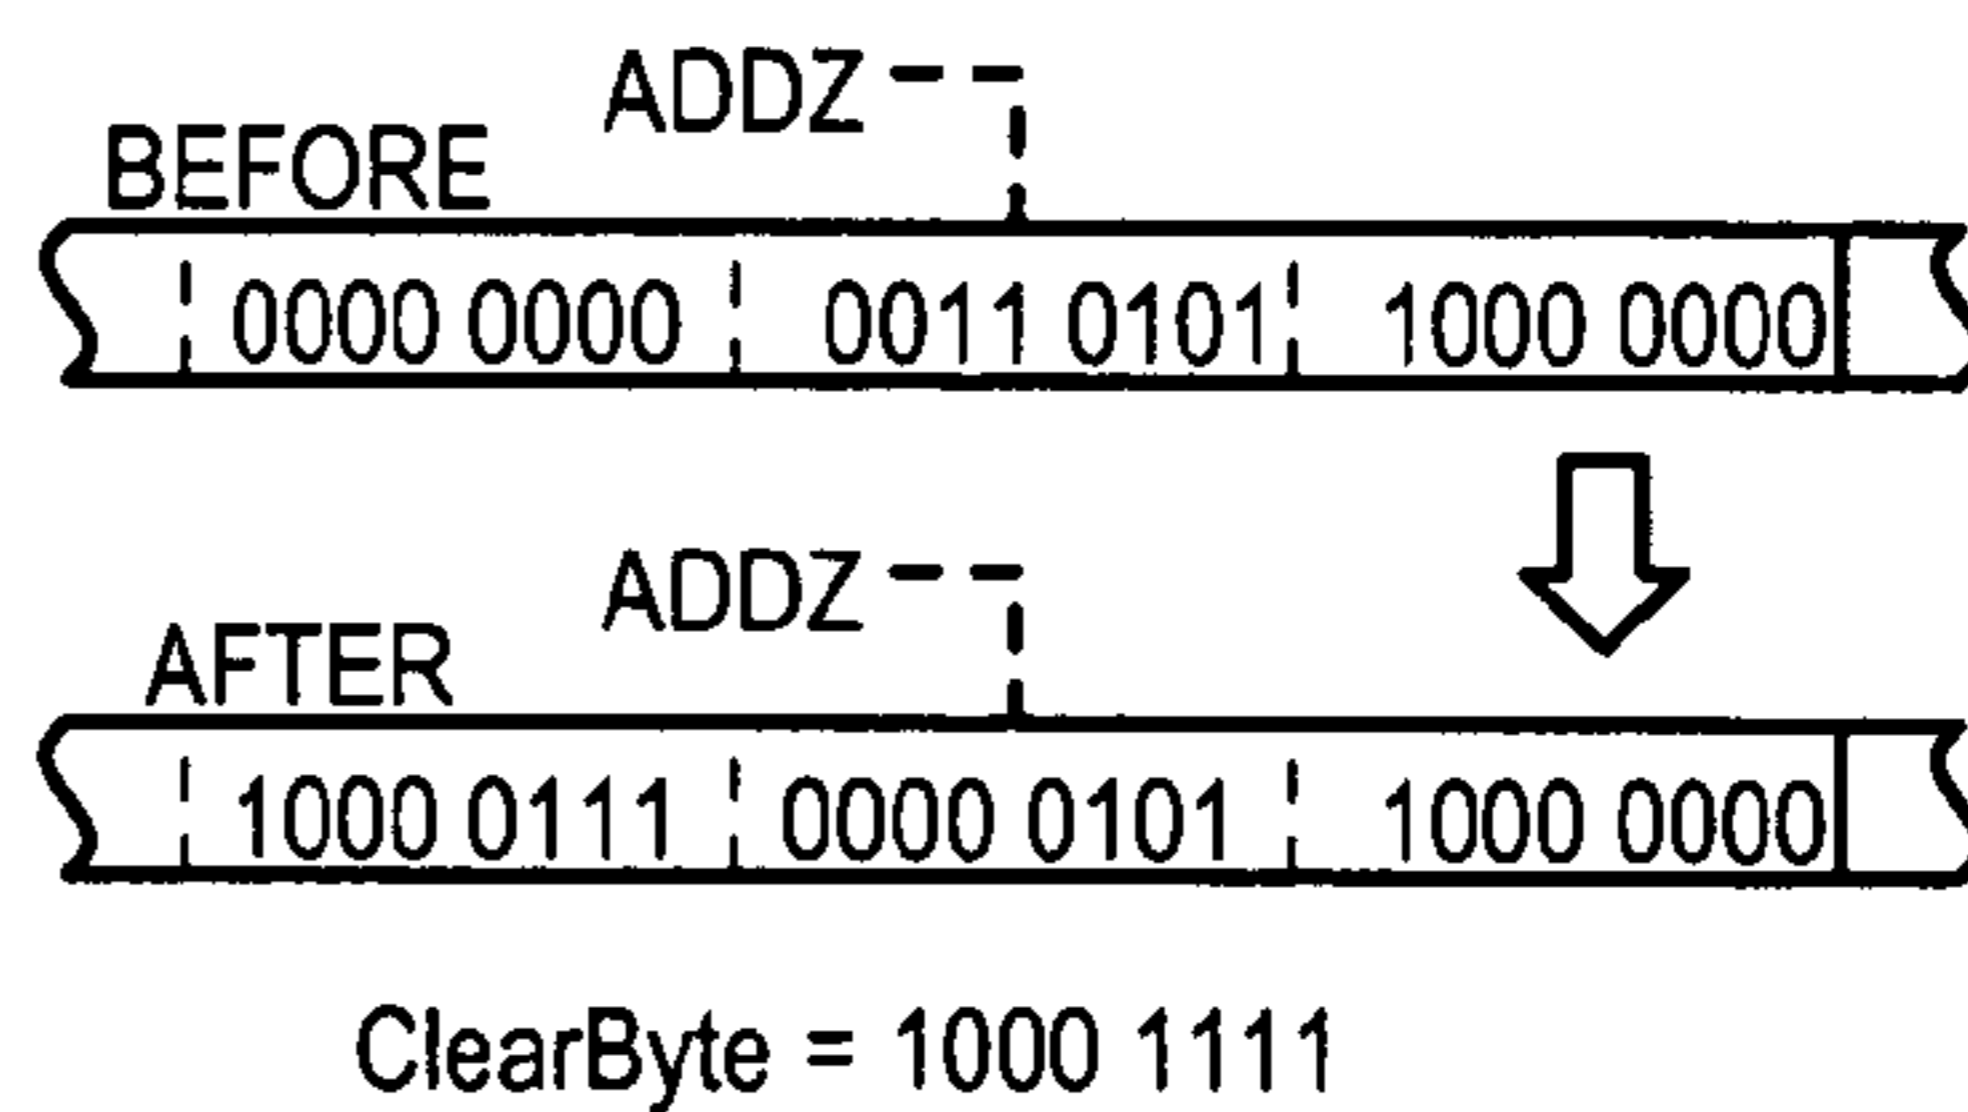 ADDZ
BEFORE
0000 0000 0011 0101 1000 0000
ADDZ
AFTER
1000 0111 0000 0101 1000 0000
ClearByte = 1000 1111